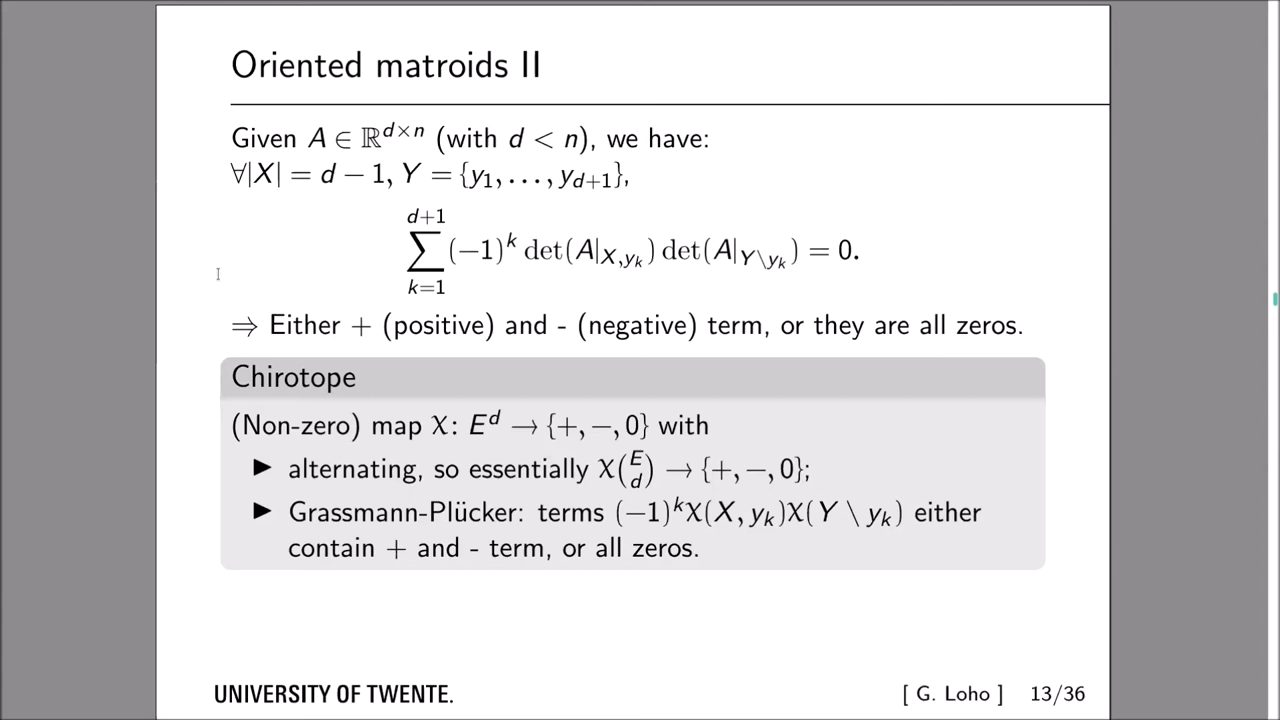 Oriented matroids II
Given A ∈ ℝ^{d×n} (with d < n), we have:
∀|X| = d − 1, Y = {y_1, …, y_{d+1}},
\sum_{k=1}^{d+1} (−1)^k det(A|_{X,y_k}) det(A|_{Y\y_k}) = 0.
⇒ Either + (positive) and - (negative) term, or they are all zeros.
Chirotope
(Non-zero) map χ: E^d → {+, −, 0} with
▶ alternating, so essentially χ\binom{E}{d} → {+, −, 0};
▶ Grassmann-Plücker: terms (−1)^k χ(X, y_k)χ(Y \ y_k) either
contain + and - term, or all zeros.
UNIVERSITY OF TWENTE. [ G. Loho ] 13/36